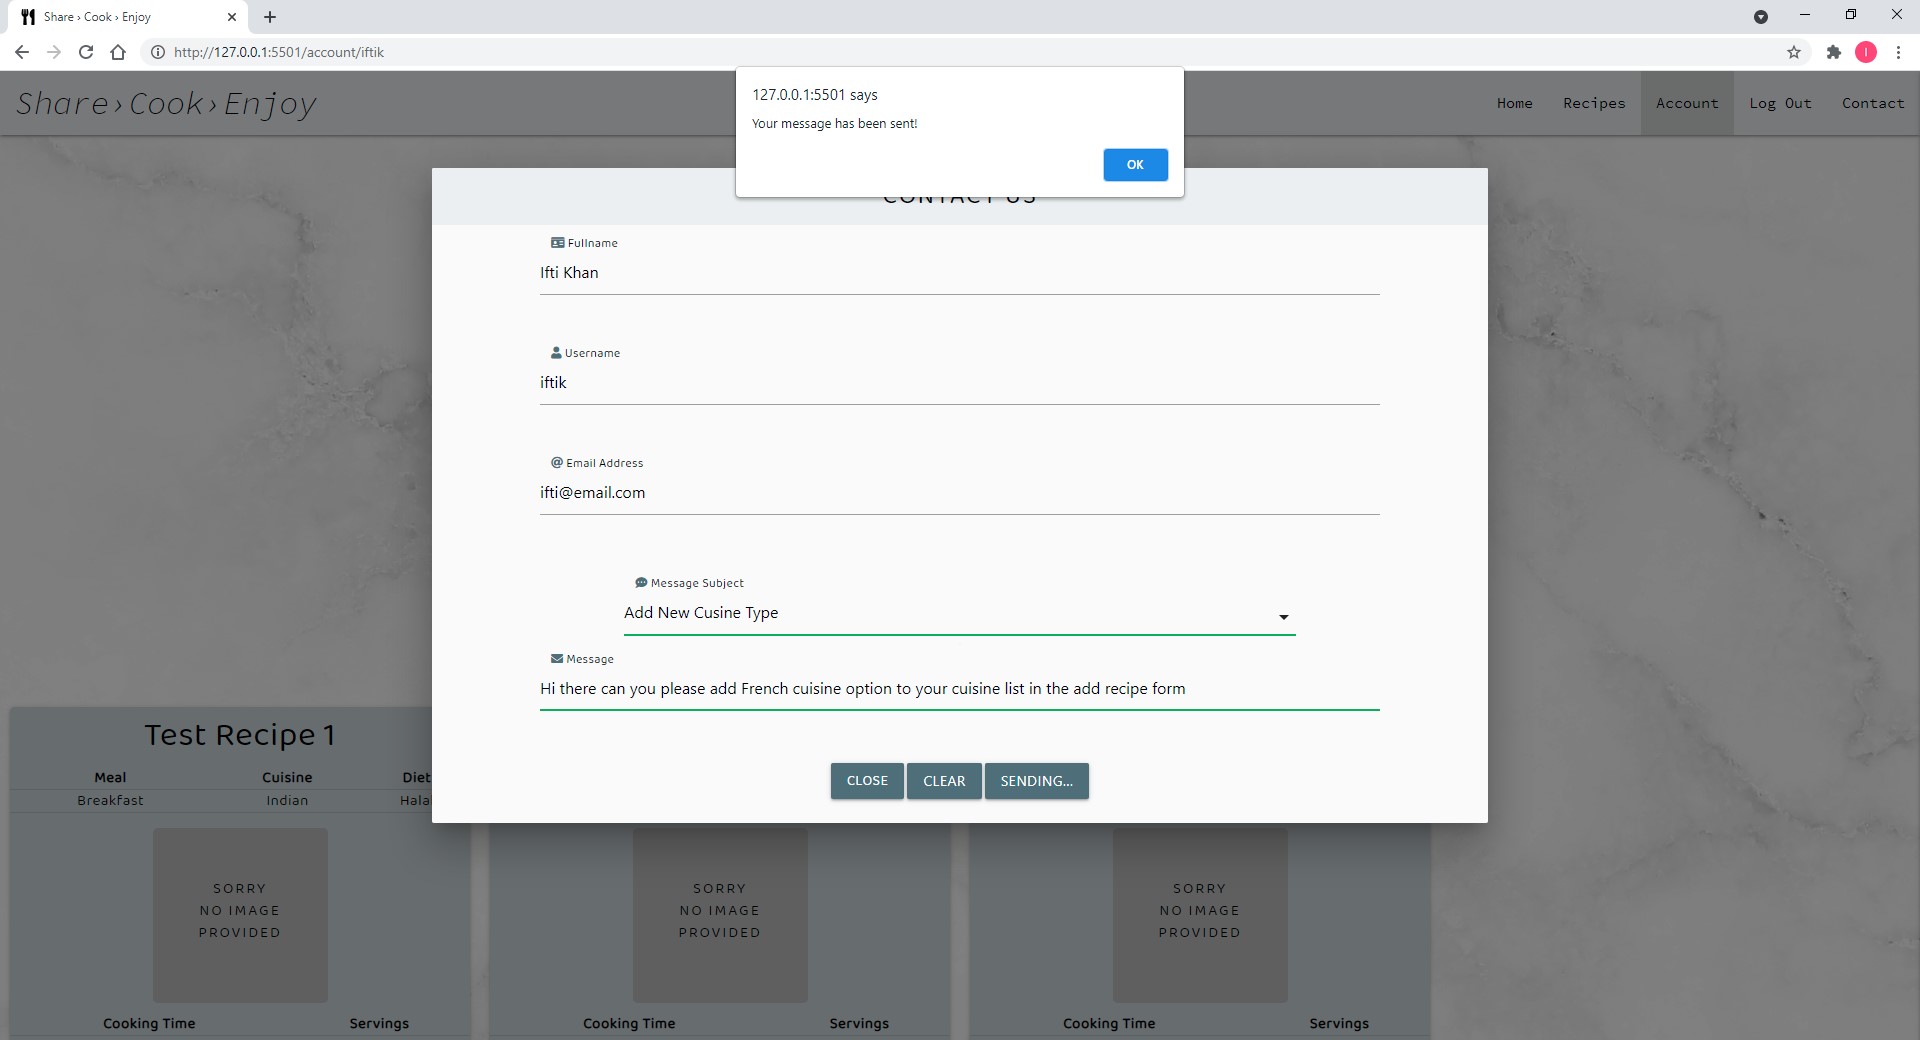 Share › Cook › Enjoy
http://127.0.0.1:5501/account/iftik
I
Share›Cook›Enjoy
Home Recipes Account Log Out Contact
127.0.0.1:5501 says
Your message has been sent!
OK
CONTACT US
Fullname
Ifti Khan
Username
iftik
Email Address
ifti@email.com
Message Subject
Add New Cusine Type
Message
Hi there can you please add French cuisine option to your cuisine list in the add recipe form
CLOSE CLEAR SENDING...
Test Recipe 1
Meal Cuisine Diet
Breakfast Indian Halal
SORRY
NO IMAGE
PROVIDED
SORRY
NO IMAGE
PROVIDED
SORRY
NO IMAGE
PROVIDED
Cooking Time Servings
Cooking Time Servings
Cooking Time Servings